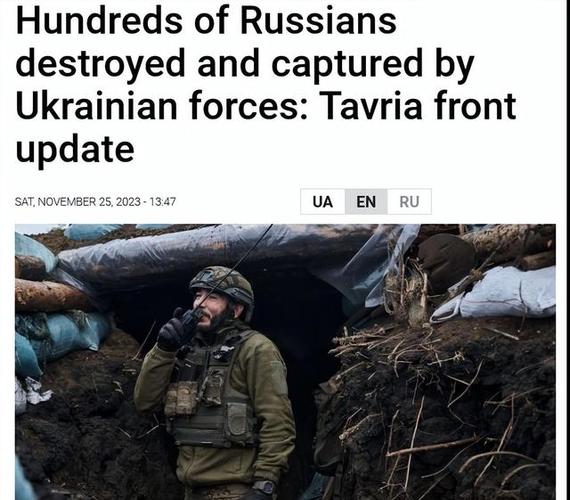 Hundreds of Russians
destroyed and captured by
Ukrainian forces: Tavria front
update
SAT, NOVEMBER 25, 2023 - 13:47
UA EN RU